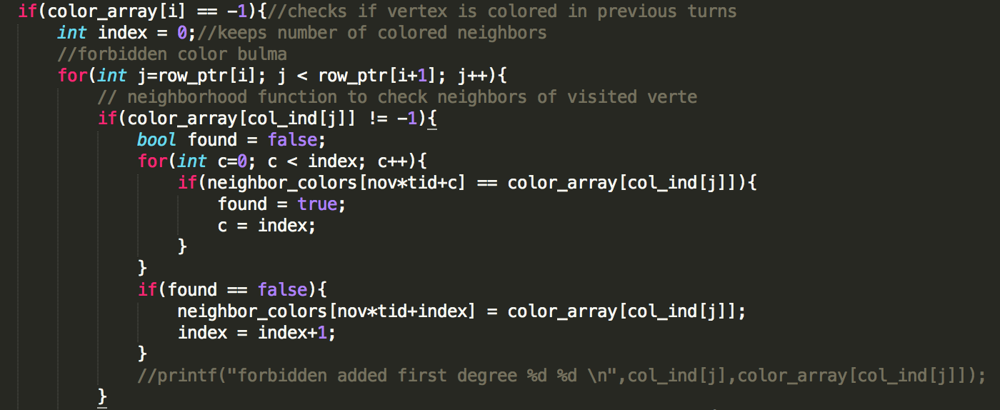 if(color_array[i] == -1){//checks if vertex is colored in previous turns
int index = 0;//keeps number of colored neighbors
//forbidden color bulma
for(int j=row_ptr[i]; j < row_ptr[i+1]; j++){
// neighborhood function to check neighbors of visited verte
if(color_array[col_ind[j]] != -1){
bool found = false;
for(int c=0; c < index; c++){
if(neighbor_colors[nov*tid+c] == color_array[col_ind[j]]){
found = true;
c = index;
}
}
if(found == false){
neighbor_colors[nov*tid+index] = color_array[col_ind[j]];
index = index+1;
}
//printf("forbidden added first degree %d %d \n",col_ind[j],color_array[col_ind[j]]);
}